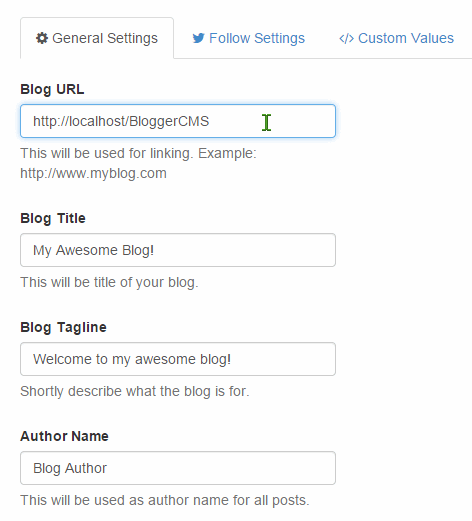 General Settings Follow Settings </> Custom Values
Blog URL
http://localhost/BloggerCMS
This will be used for linking. Example:
http://www.myblog.com
Blog Title
My Awesome Blog!
This will be title of your blog.
Blog Tagline
Welcome to my awesome blog!
Shortly describe what the blog is for.
Author Name
Blog Author
This will be used as author name for all posts.